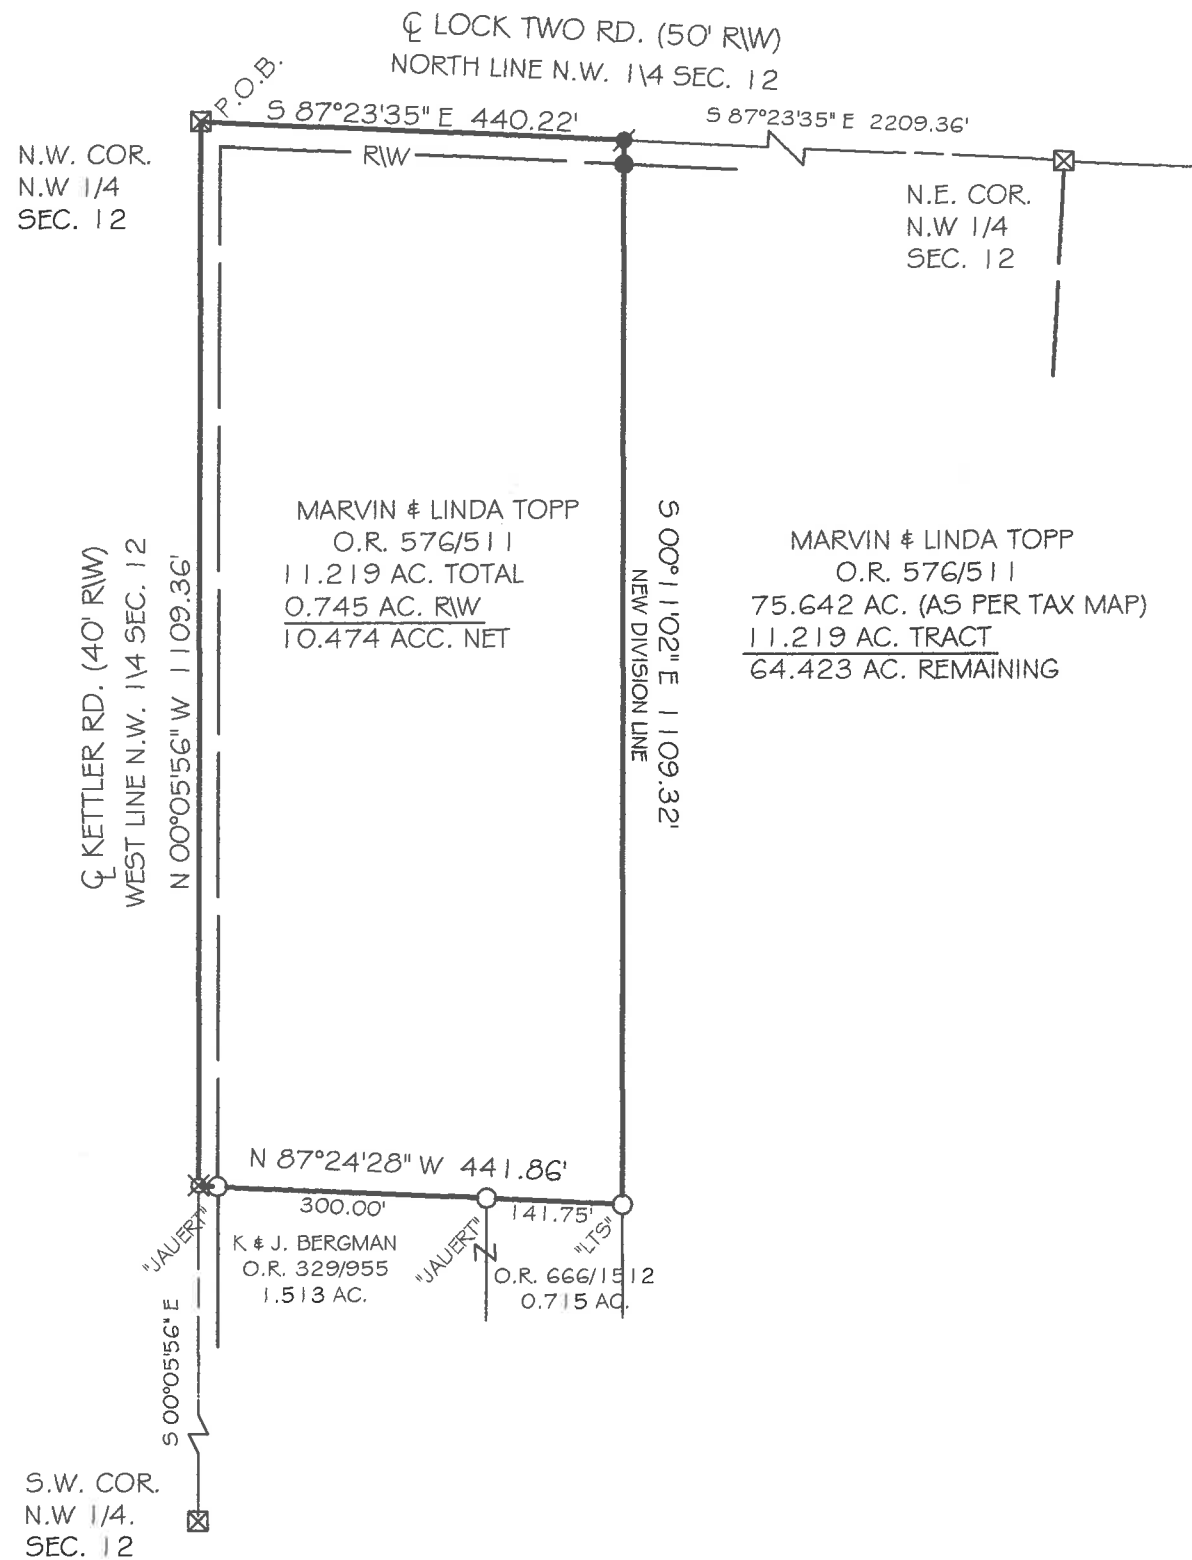 ℄ LOCK TWO RD. (50' R\W)
NORTH LINE N.W. 1\4 SEC. 12
P.O.B.
S 87°23'35" E 440.22'
S 87°23'35" E 2209.36'
R\W
N.W. COR.
N.W 1/4
SEC. 12
N.E. COR.
N.W 1/4
SEC. 12
MARVIN & LINDA TOPP
O.R. 576/511
11.219 AC. TOTAL
0.745 AC. R\W
10.474 ACC. NET
S 00°11'02" E 1109.32'
NEW DIVISION LINE
MARVIN & LINDA TOPP
O.R. 576/511
75.642 AC. (AS PER TAX MAP)
11.219 AC. TRACT
64.423 AC. REMAINING
℄ KETTLER RD. (40' R\W)
WEST LINE N.W. 1\4 SEC. 12
N 00°05'56" W 1109.36'
N 87°24'28" W 441.86'
300.00'
141.75'
"JAUERT"
"JAUERT"
"LTS"
K & J. BERGMAN
O.R. 329/955
1.513 AC.
O.R. 666/1512
0.715 AC.
S 00°05'56" E
S.W. COR.
N.W 1/4.
SEC. 12